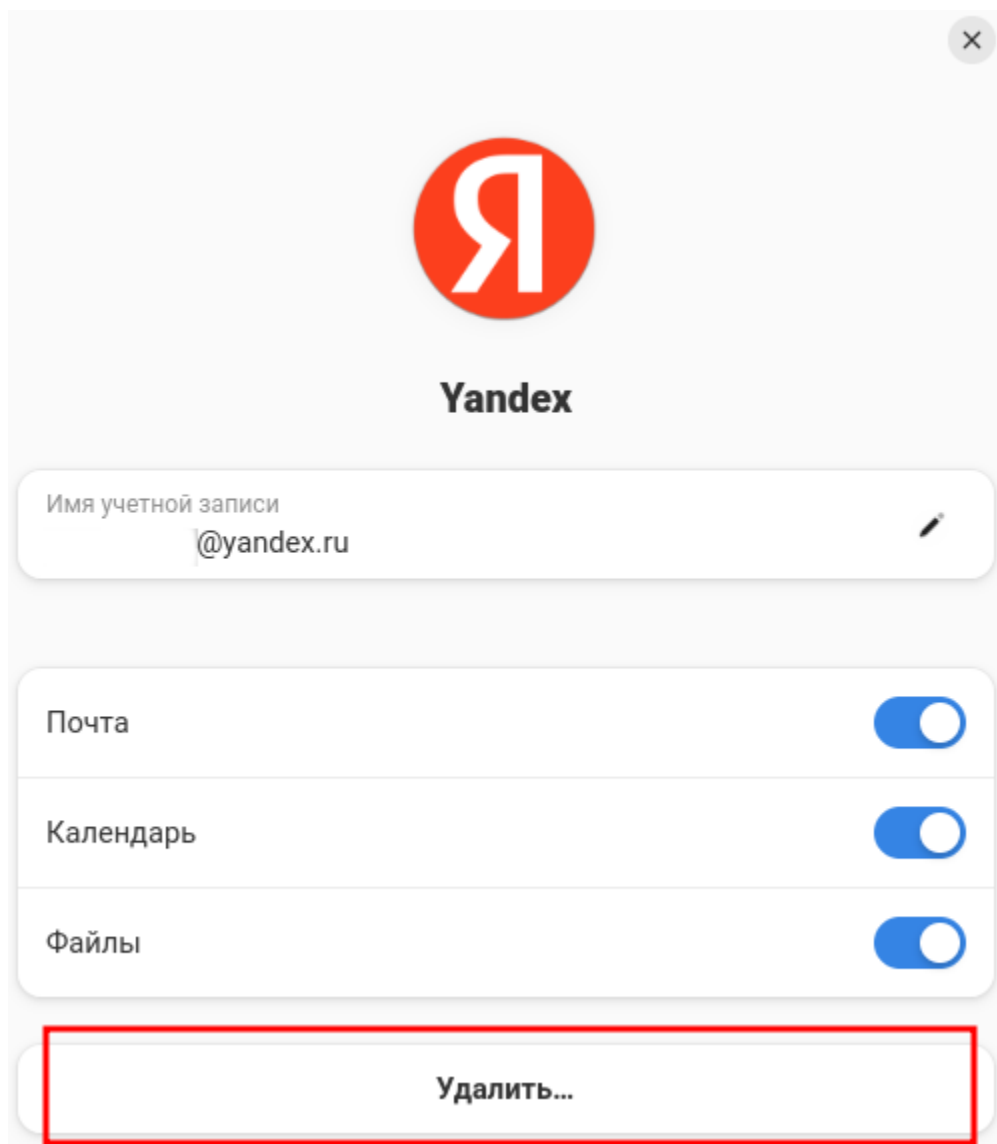 Я
Yandex
Имя учетной записи
@yandex.ru
Почта
Календарь
Файлы
Удалить...